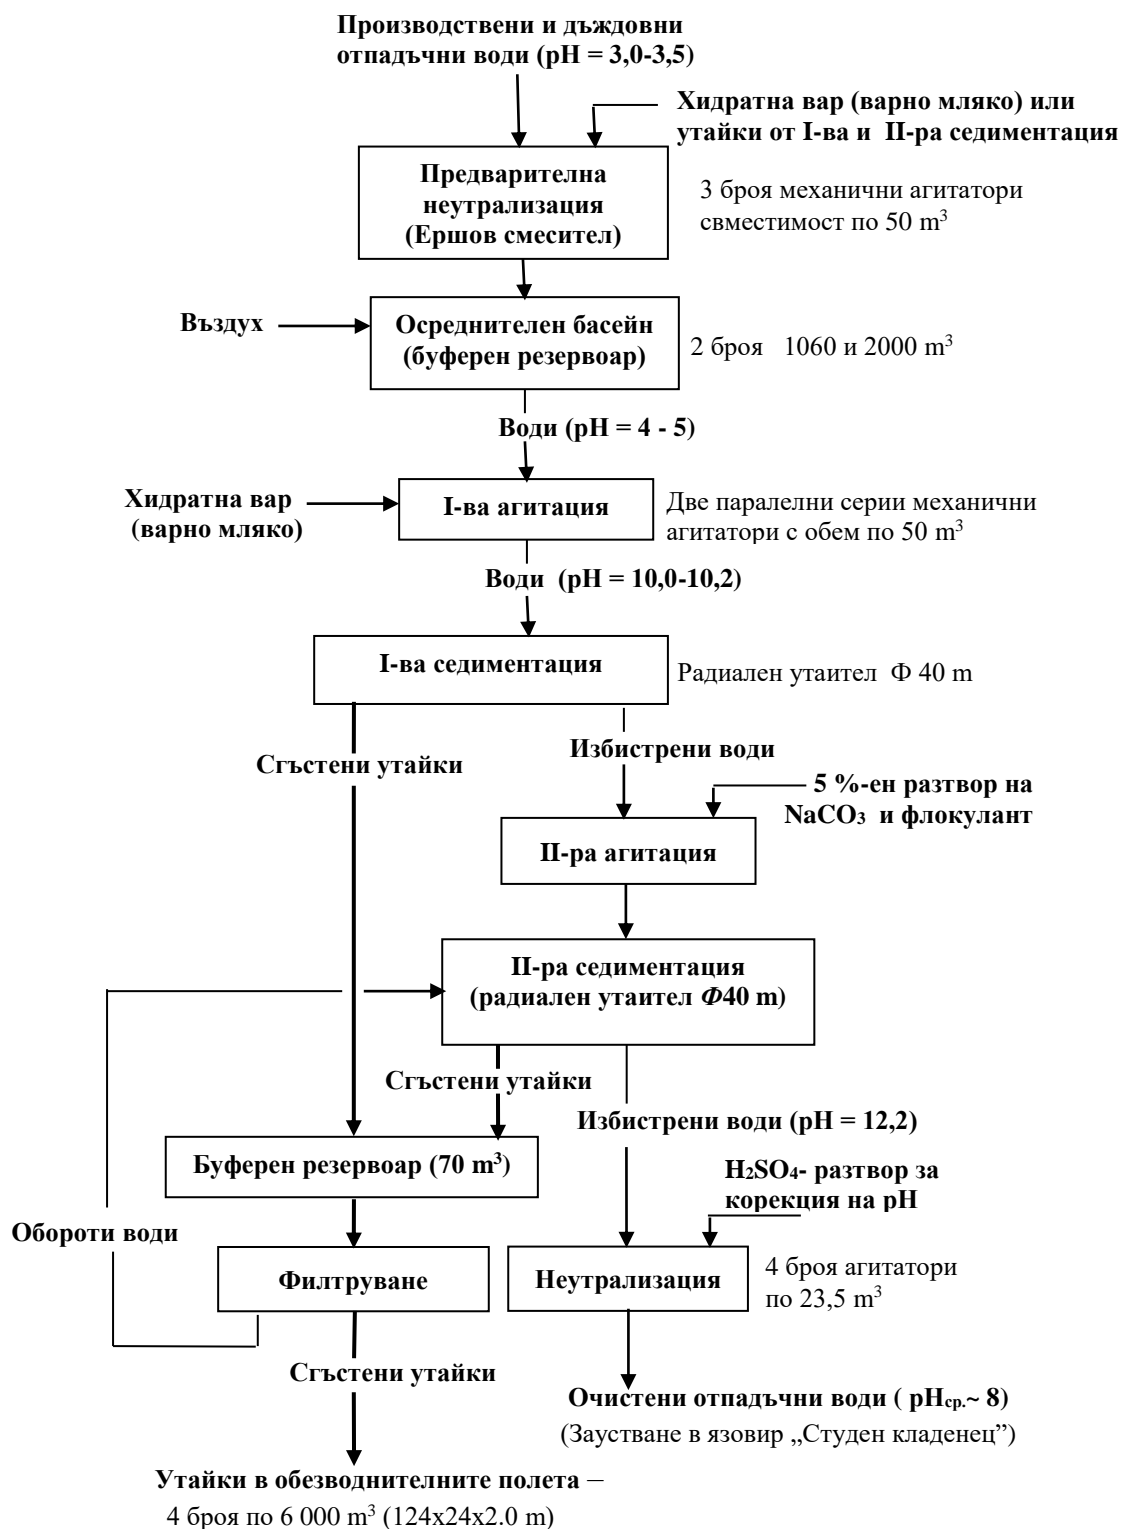 Производствени и дъждовни
отпадъчни води (pH = 3,0-3,5)
Хидратна вар (варно мляко) или
утайки от I-ва и II-ра седиментация
Предварителна
неутрализация
(Ершов смесител)
3 броя механични агитатори
свместимост по 50 m³
Въздух
Осреднителен басейн
(буферен резервоар)
2 броя 1060 и 2000 m³
Води (pH = 4 - 5)
Хидратна вар
(варно мляко)
I-ва агитация
Две паралелни серии механични
агитатори с обем по 50 m³
Води (pH = 10,0-10,2)
I-ва седиментация
Радиален утаител Ф 40 m
Сгъстени утайки
Избистрени води
5 %-ен разтвор на
NaCO₃ и флокулант
II-ра агитация
II-ра седиментация
(радиален утаител Ф40 m)
Сгъстени утайки
Избистрени води (pH = 12,2)
Буферен резервоар (70 m³)
H₂SO₄- разтвор за
корекция на pH
Обороти води
Филтруване
Неутрализация
4 броя агитатори
по 23,5 m³
Сгъстени утайки
Очистени отпадъчни води ( pHср.~ 8)
(Заустване в язовир „Студен кладенец”)
Утайки в обезводнителните полета –
4 броя по 6 000 m³ (124x24x2.0 m)